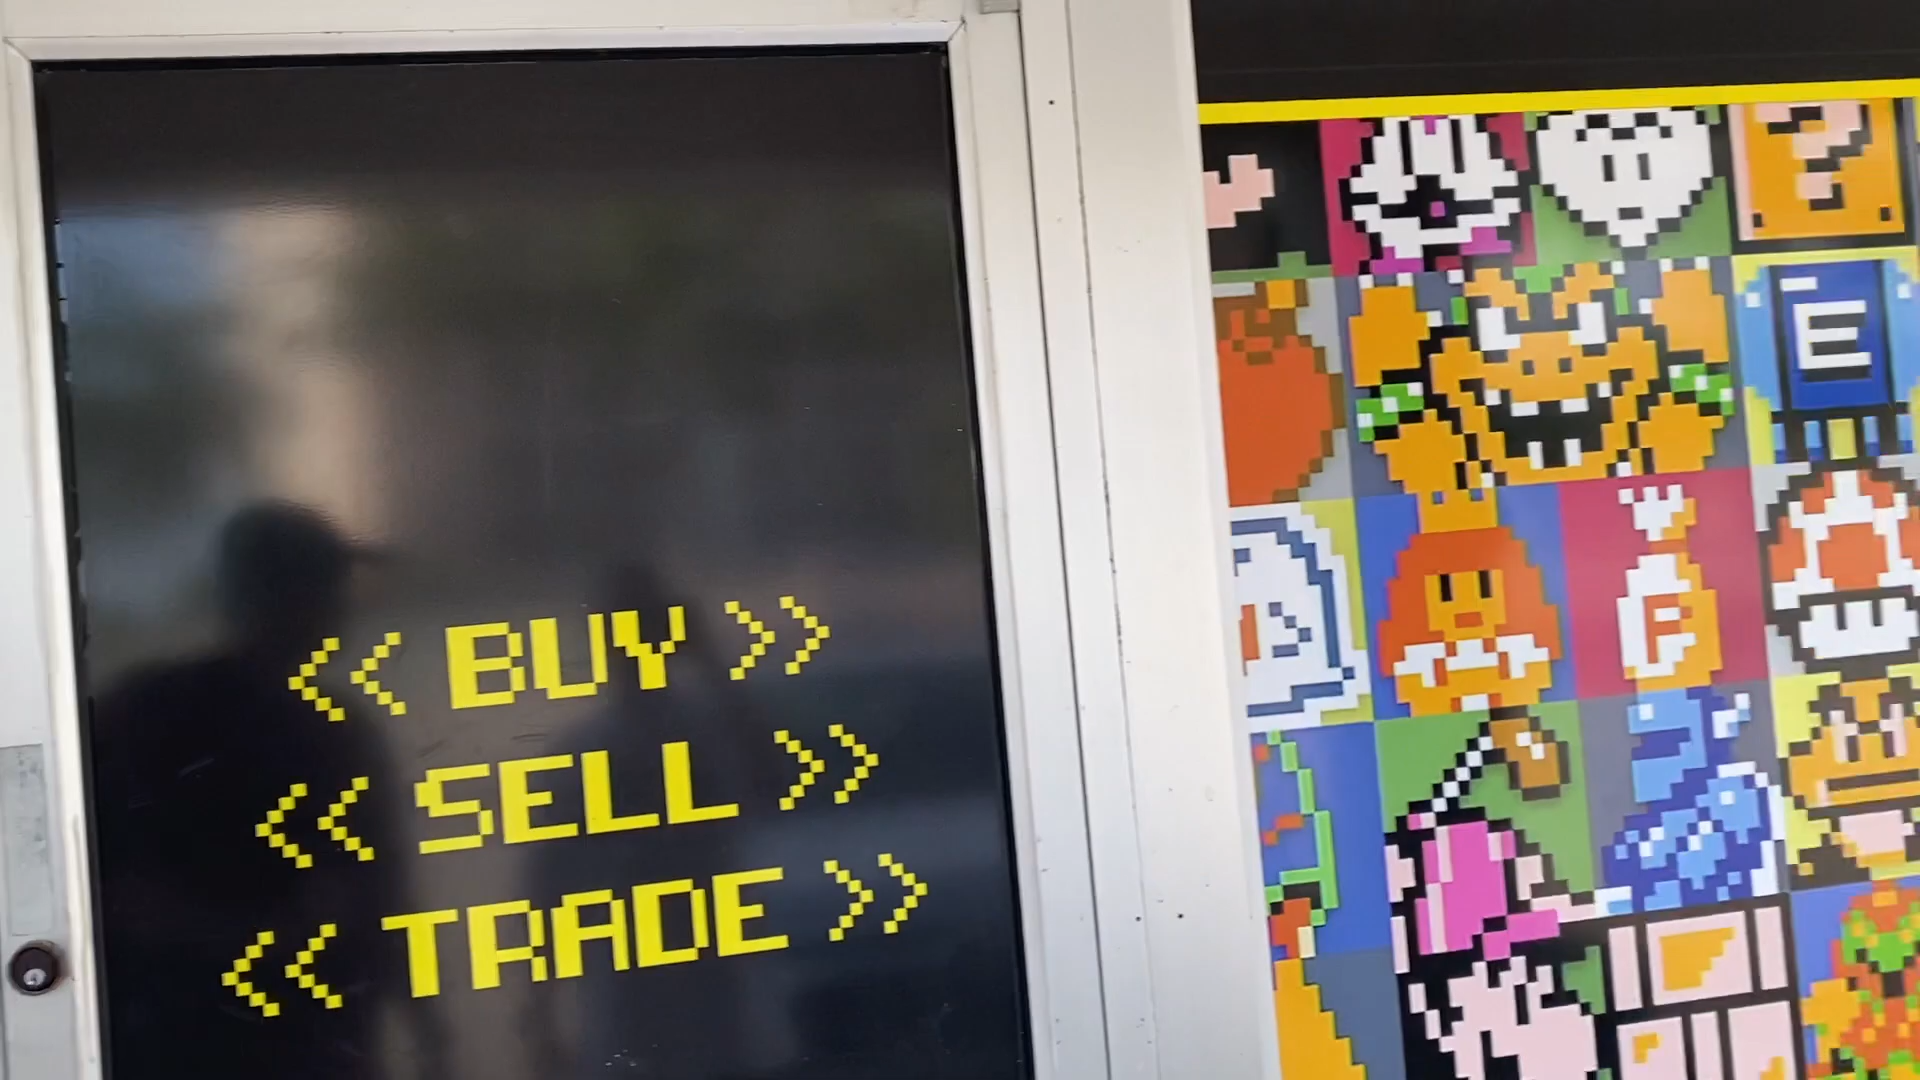 << BUY >>
<< SELL >>
<< TRADE >>
?
E
P